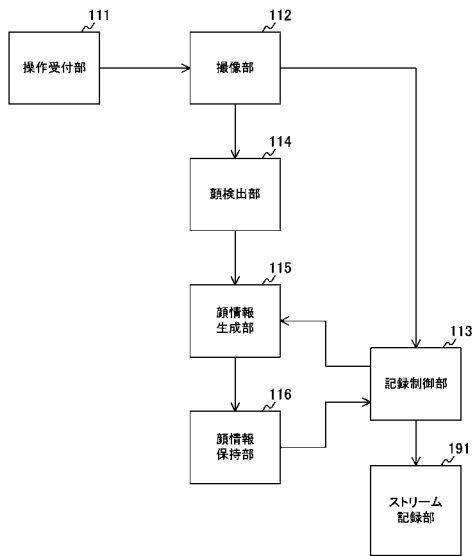 111
操作受付部
112
撮像部
114
顔検出部
115
顔情報
生成部
113
記録制御部
116
顔情報
保持部
191
ストリーム
記録部